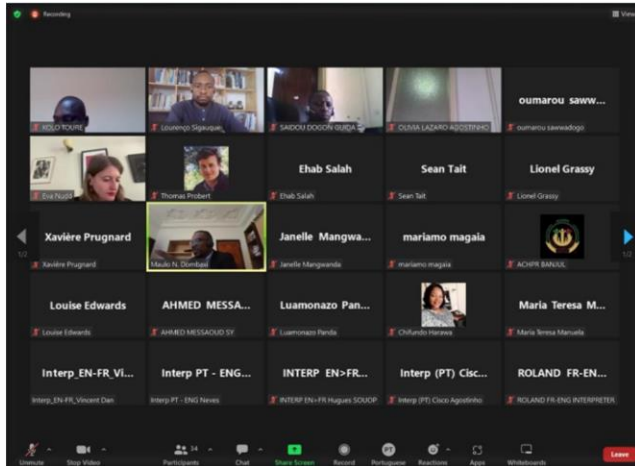 Recording
View
KOLO TOURE
Lourenço Sigauque
SAIDOU DOGON GUIDA
OLIVIA LAZARO AGOSTINHO
oumarou saww...
oumarou sawwadogo
Eva Nudd
Thomas Probert
Ehab Salah
Ehab Salah
Sean Tait
Sean Tait
Lionel Grassy
Lionel Grassy
1/2
Xavière Prugnard
Xavière Prugnard
Mauki N. Dombavi
Janelle Mangwa...
Janelle Mangwanda
mariamo magaia
mariamo magaia
ACHPR BANJUL
1/2
Louise Edwards
Louise Edwards
AHMED MESSA...
AHMED MESSAOUD SY
Luamonazo Pan...
Luamonazo Panda
Chifundo Harawa
Maria Teresa M...
Maria Teresa Manuela
Interp_EN-FR_Vi...
Interp_EN-FR_Vincent Dan
Interp PT - ENG...
Interp PT - ENG Neves
INTERP EN>FR...
INTERP EN>FR Hugues SOUOP
Interp (PT) Cisc...
Interp (PT) Cisco Agostinho
ROLAND FR-EN...
ROLAND FR-ENG INTERPRETER
34
PT
Unmute
Stop Video
Participants
Chat
Share Screen
Record
Portuguese
Reactions
Apps
Whiteboards
Leave